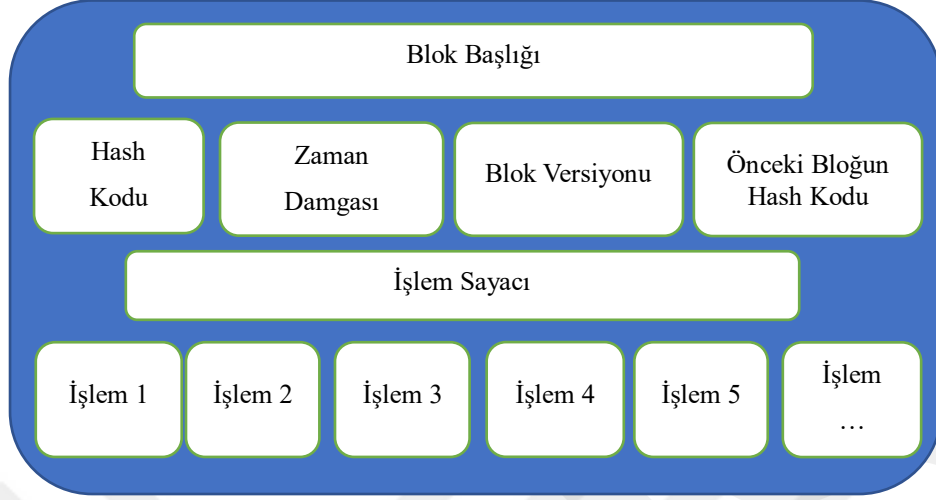 Blok Başlığı
Hash
Kodu
Zaman
Damgası
Blok Versiyonu
Önceki Bloğun
Hash Kodu
İşlem Sayacı
İşlem 1
İşlem 2
İşlem 3
İşlem 4
İşlem 5
İşlem
…